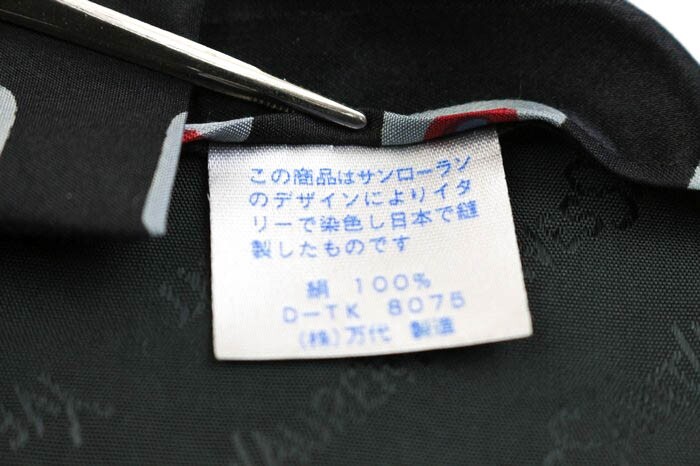 この商品はサンローラン
のデザインによりイタ
リーで染色し日本で縫
製したものです
絹 100%
D-TK 8075
(株)万代 製造